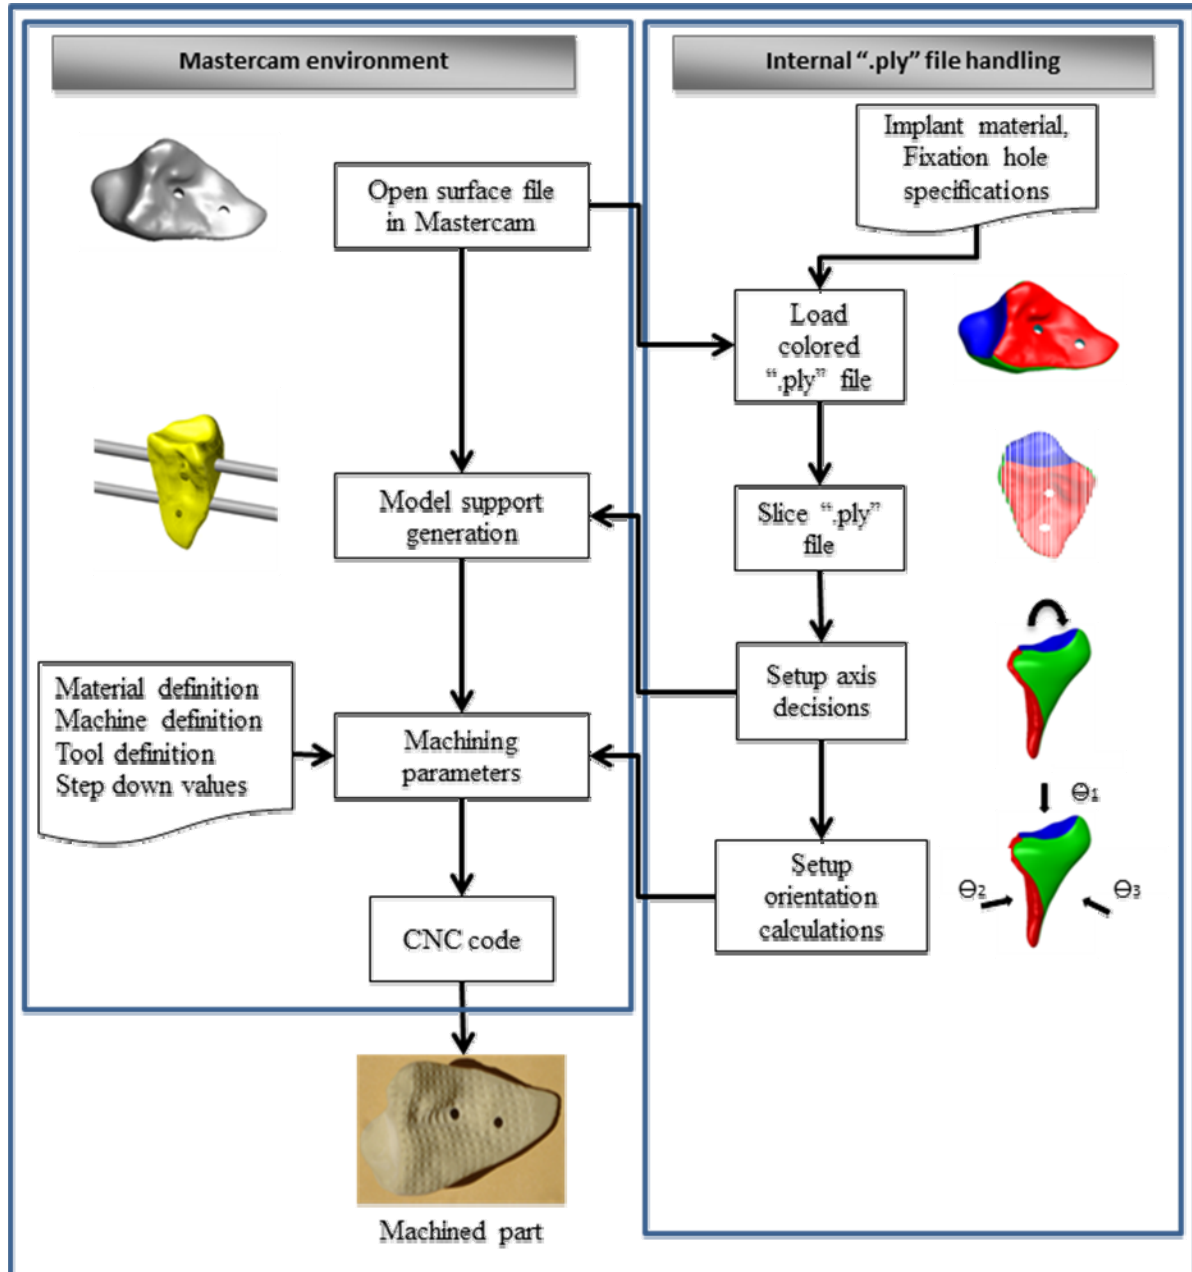 Mastercam environment
Internal “.ply” file handling
Implant material,
Fixation hole
specifications
Open surface file
in Mastercam
Load
colored
“.ply” file
Model support
generation
Slice “.ply”
file
Setup axis
decisions
Material definition
Machine definition
Tool definition
Step down values
Machining
parameters
Setup
orientation
calculations
Θ1
Θ2
Θ3
CNC code
Machined part